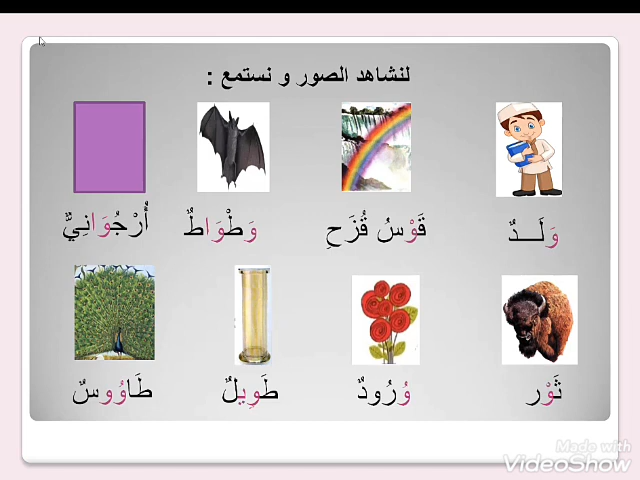 لنشاهد الصور و نستمع :
وَلَـــدٌ قَوْسُ قُزَحِ وَطْوَاطٌ أُرْجُوَانِيٌّ
ثَوْر وُرُودٌ طَوِيلٌ طَاوُوسٌ
Made with
VideoShow